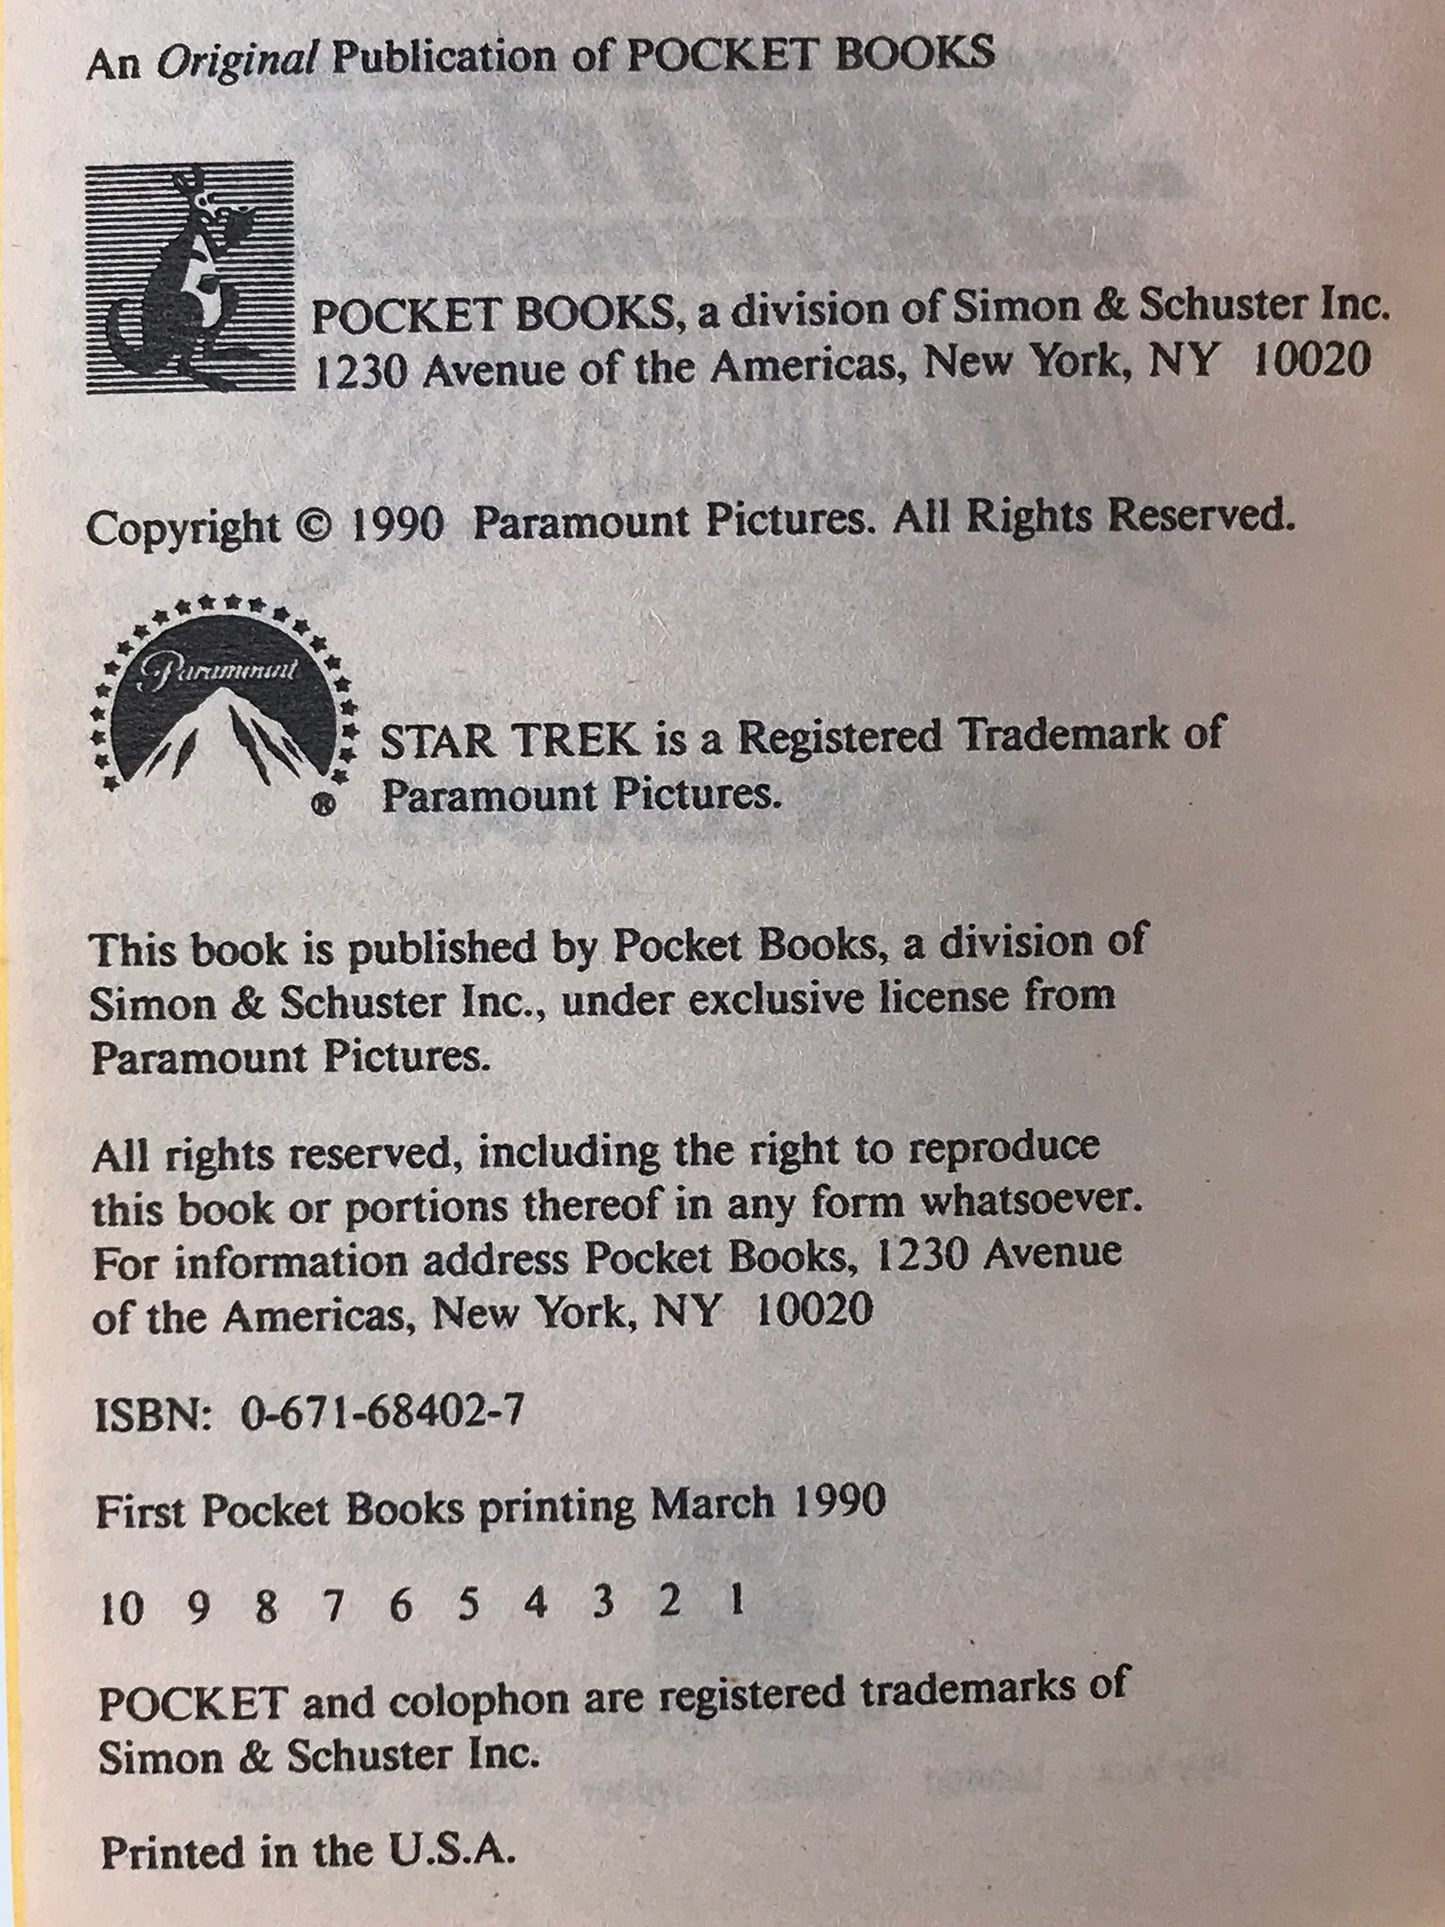 An Original Publication of POCKET BOOKS
POCKET BOOKS, a division of Simon & Schuster Inc.
1230 Avenue of the Americas, New York, NY 10020
Copyright © 1990 Paramount Pictures. All Rights Reserved.
Paramount
®
STAR TREK is a Registered Trademark of
Paramount Pictures.
This book is published by Pocket Books, a division of
Simon & Schuster Inc., under exclusive license from
Paramount Pictures.
All rights reserved, including the right to reproduce
this book or portions thereof in any form whatsoever.
For information address Pocket Books, 1230 Avenue
of the Americas, New York, NY 10020
ISBN: 0-671-68402-7
First Pocket Books printing March 1990
10 9 8 7 6 5 4 3 2 1
POCKET and colophon are registered trademarks of
Simon & Schuster Inc.
Printed in the U.S.A.